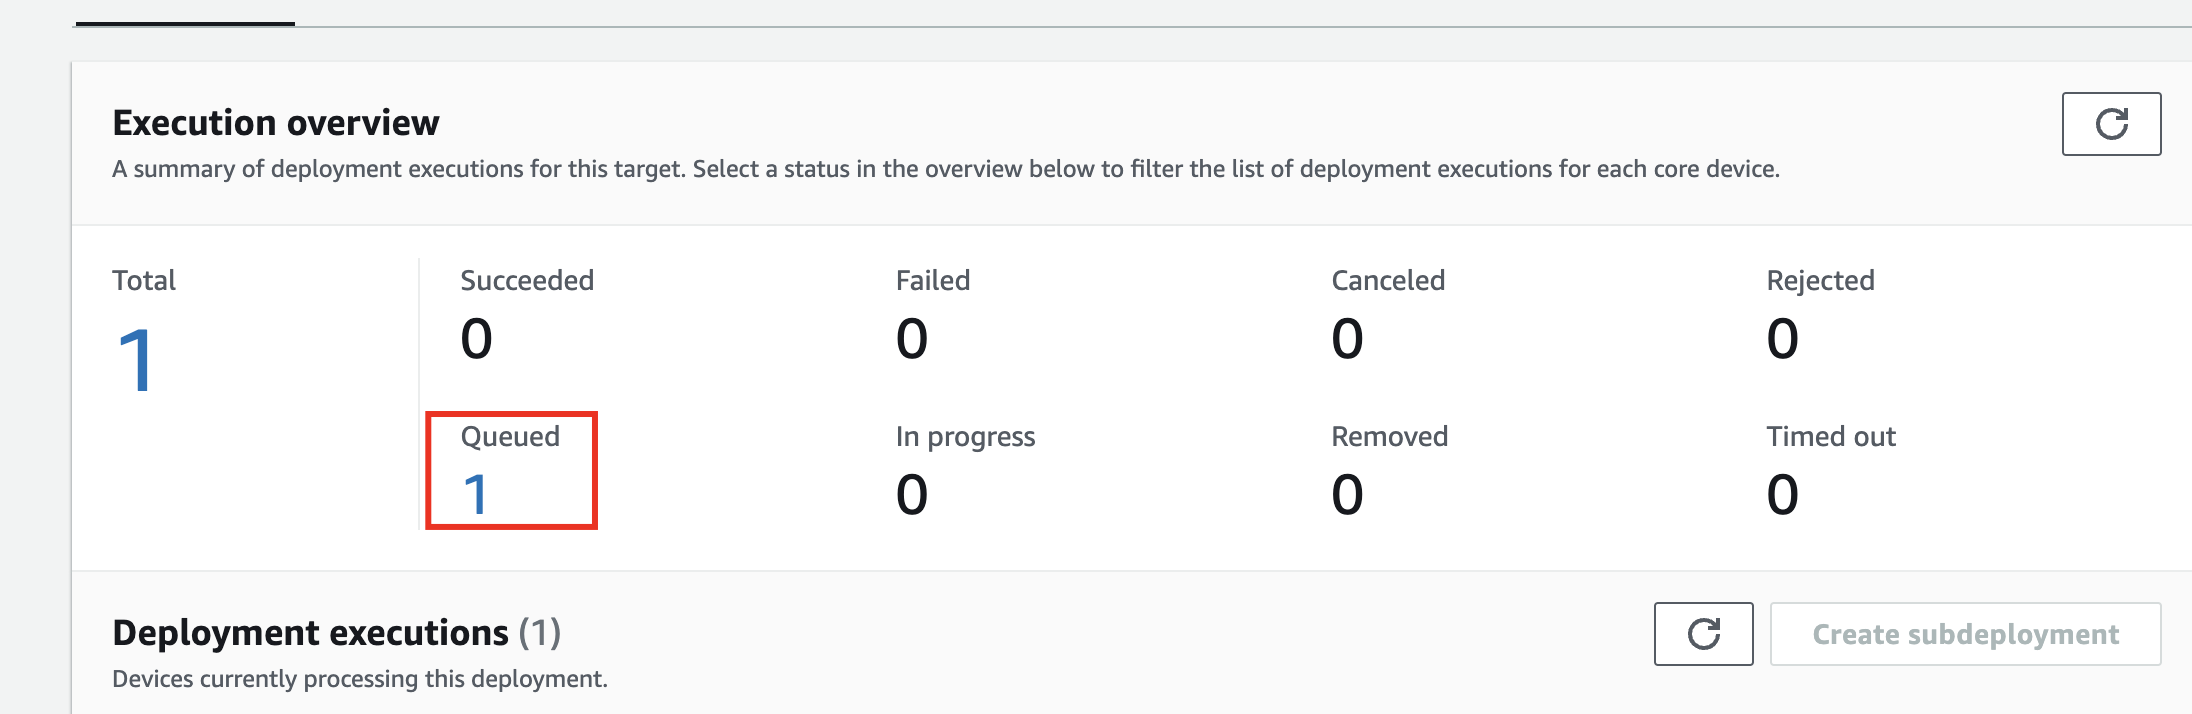 Execution overview
A summary of deployment executions for this target. Select a status in the overview below to filter the list of deployment executions for each core device.
Total
1
Succeeded
0
Failed
0
Canceled
0
Rejected
0
Queued
1
In progress
0
Removed
0
Timed out
0
Deployment executions (1)
Create subdeployment
Devices currently processing this deployment.